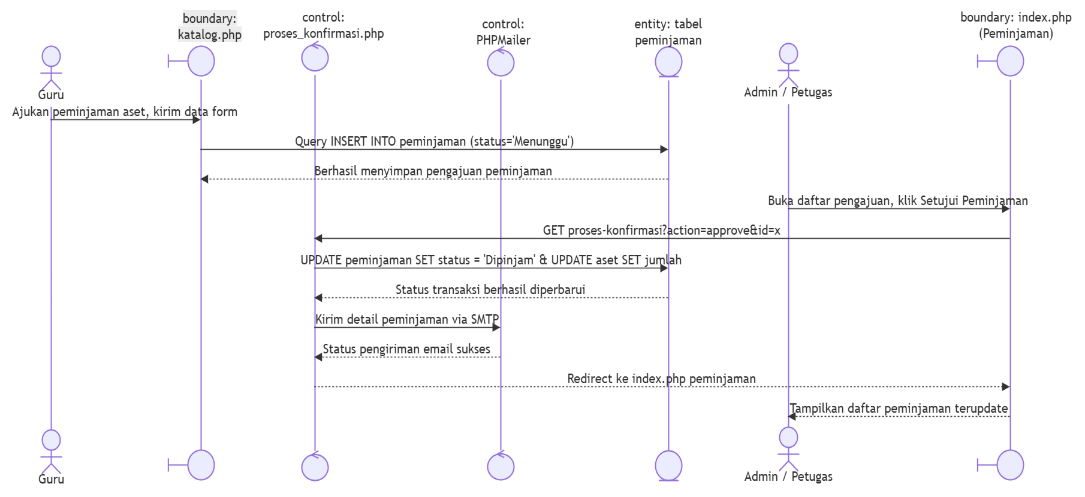 boundary:
katalog.php
control:
proses_konfirmasi.php
control:
PHPMailer
entity: tabel
peminjaman
boundary: index.php
(Peminjaman)
Guru
Admin / Petugas
Ajukan peminjaman aset, kirim data form
Query INSERT INTO peminjaman (status='Menunggu')
Berhasil menyimpan pengajuan peminjaman
Buka daftar pengajuan, klik Setujui Peminjaman
GET proses-konfirmasi?action=approve&id=x
UPDATE peminjaman SET status = 'Dipinjam' & UPDATE aset SET jumlah
Status transaksi berhasil diperbarui
Kirim detail peminjaman via SMTP
Status pengiriman email sukses
Redirect ke index.php peminjaman
Tampilkan daftar peminjaman terupdate
Guru
Admin / Petugas